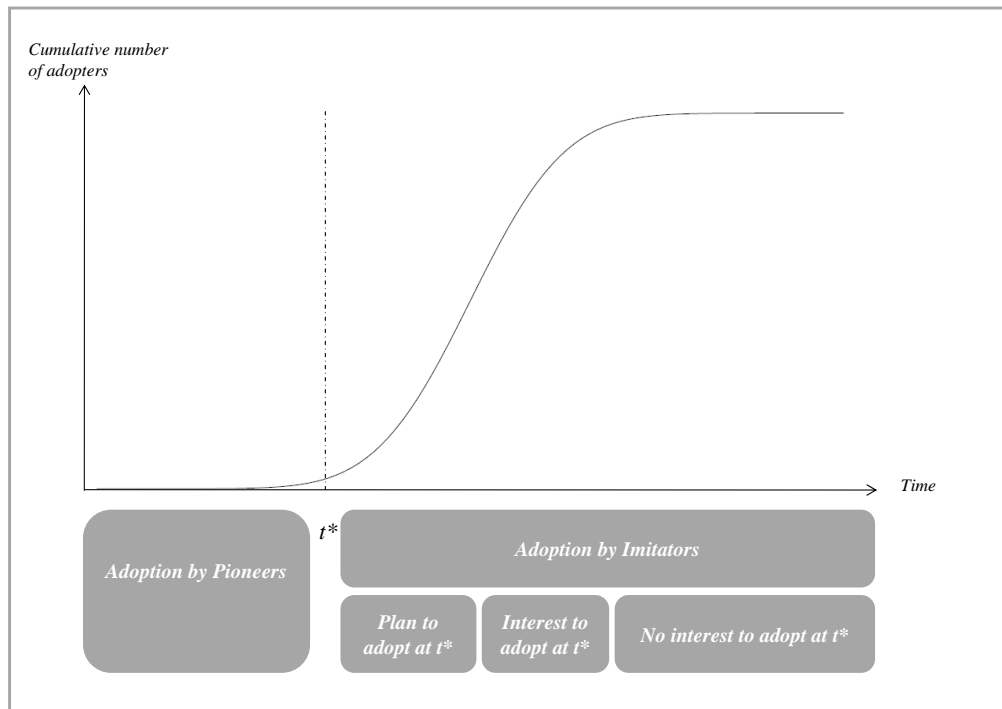 Cumulative number
of adopters
Time
t*
Adoption by Pioneers
Adoption by Imitators
Plan to
adopt at t*
Interest to
adopt at t*
No interest to adopt at t*